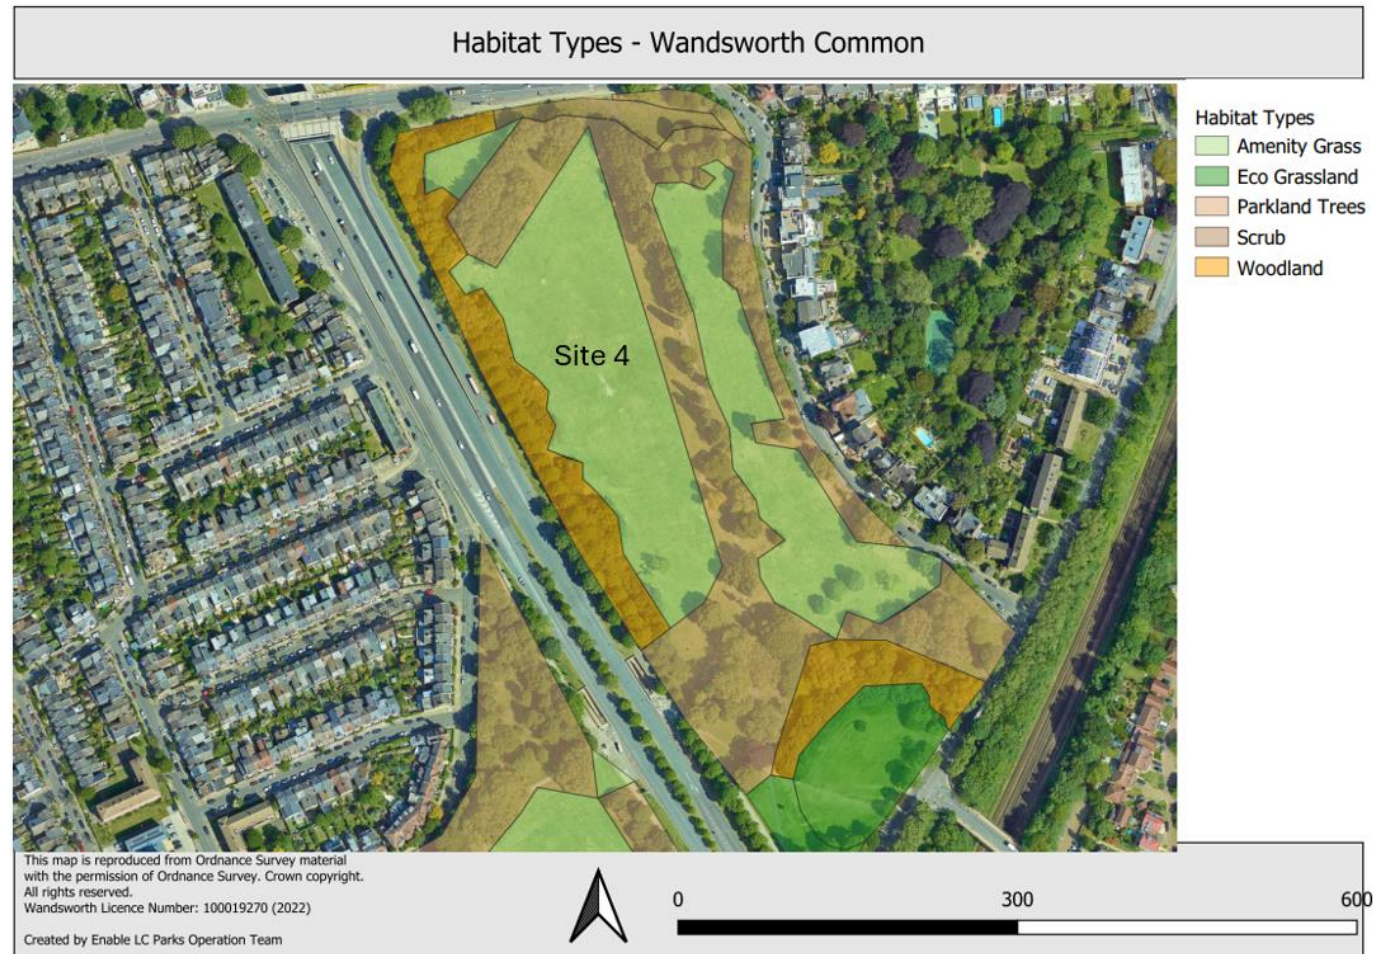 Habitat Types - Wandsworth Common
Habitat Types
Amenity Grass
Eco Grassland
Parkland Trees
Scrub
Woodland
Site 4
This map is reproduced from Ordnance Survey material
with the permission of Ordnance Survey. Crown copyright.
All rights reserved.
Wandsworth Licence Number: 100019270 (2022)
Created by Enable LC Parks Operation Team
0 300 600